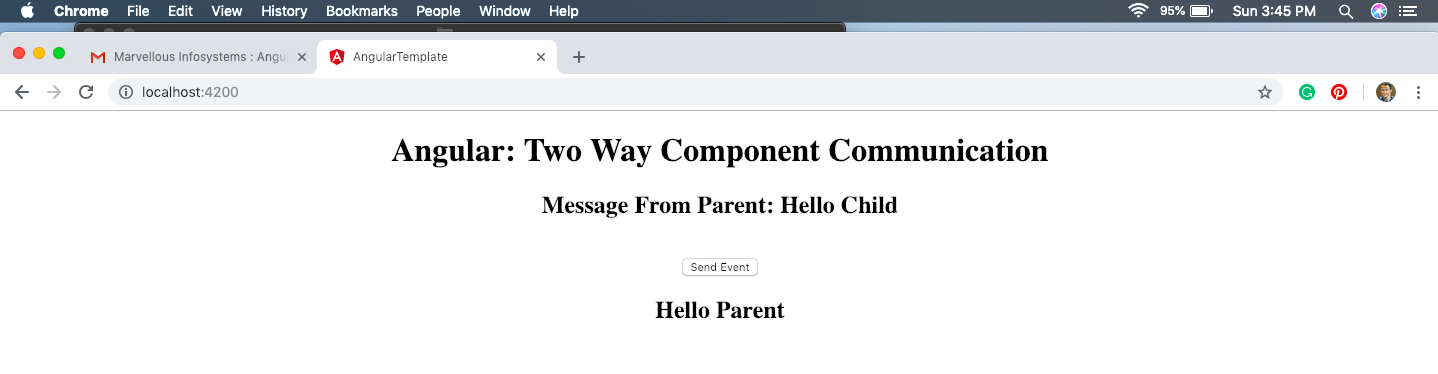 Chrome File Edit View History Bookmarks People Window Help 95% Sun 3:45 PM
Marvellous Infosystems : Angul AngularTemplate
localhost:4200
Angular: Two Way Component Communication
Message From Parent: Hello Child
Send Event
Hello Parent